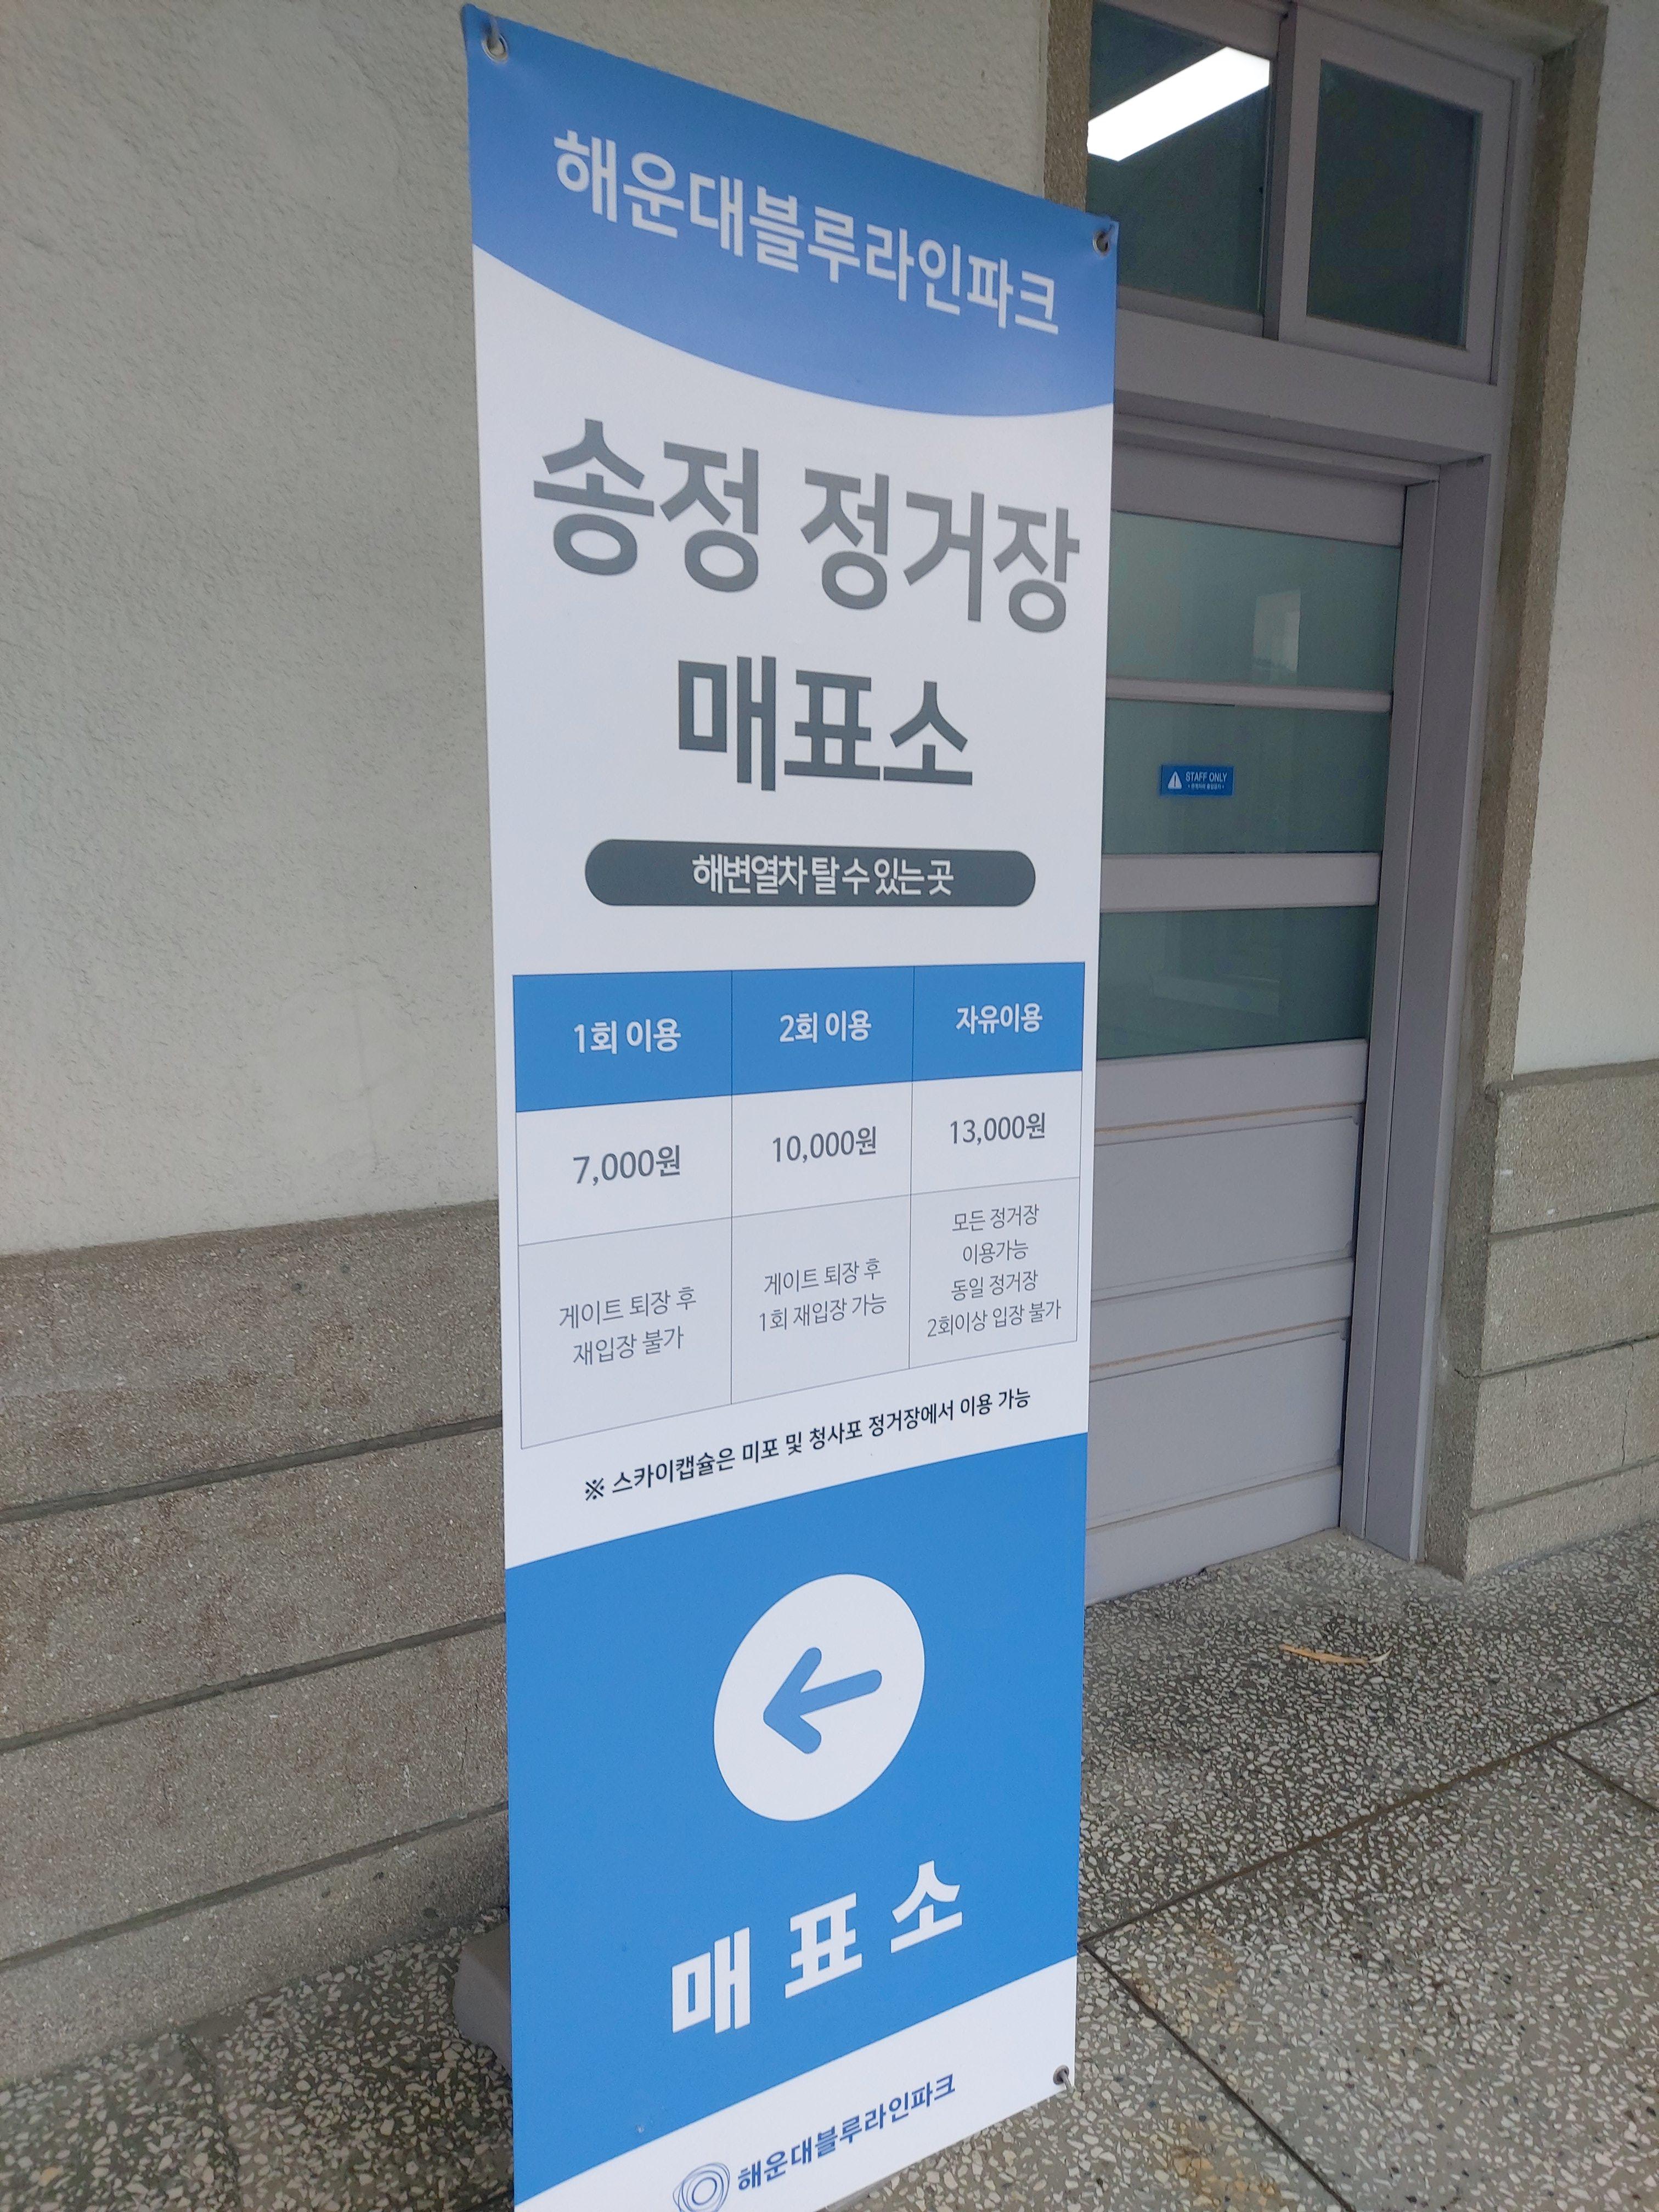 해운대블루라인파크
송정 정거장
매표소
해변열차 탈 수 있는 곳
1회 이용 2회 이용 자유이용
7,000원 10,000원 13,000원
게이트 퇴장 후
재입장 불가
게이트 퇴장 후
1회 재입장 가능
모든 정거장
이용가능
동일 정거장
2회이상 입장 불가
※ 스카이캡슐은 미포 및 청사포 정거장에서 이용 가능
매표소
해운대블루라인파크
STAFF ONLY